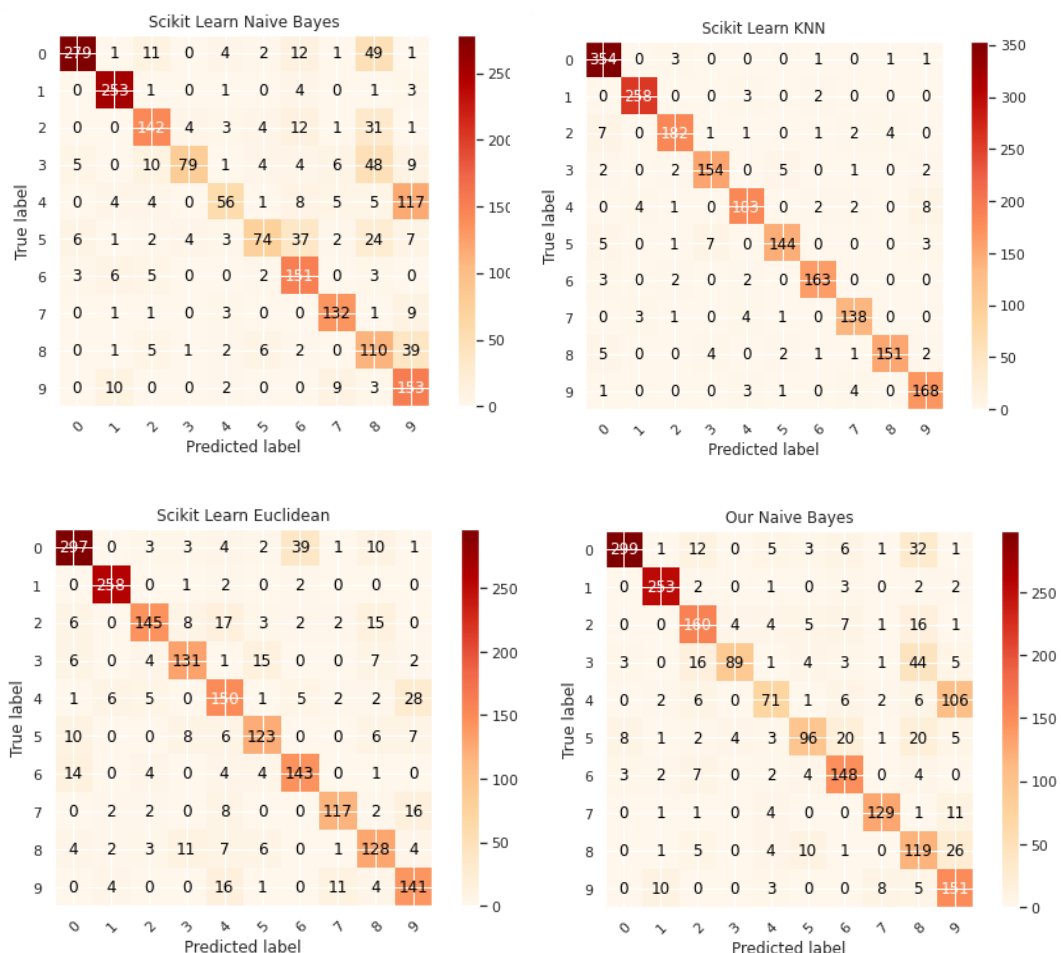 Scikit Learn Naive Bayes
True label
0 279 1 11 0 4 2 12 1 49 1
1 0 253 1 0 1 0 4 0 1 3
2 0 0 142 4 3 4 12 1 31 1
3 5 0 10 79 1 4 4 6 48 9
4 0 4 4 0 56 1 8 5 5 117
5 6 1 2 4 3 74 37 2 24 7
6 3 6 5 0 0 2 151 0 3 0
7 0 1 1 0 3 0 0 132 1 9
8 0 1 5 1 2 6 2 0 110 39
9 0 10 0 0 2 0 0 9 3 153
0 1 2 3 4 5 6 7 8 9
Predicted label
250
200
150
100
50
0
Scikit Learn KNN
True label
0 354 0 3 0 0 0 1 0 1 1
1 0 258 0 0 3 0 2 0 0 0
2 7 0 182 1 1 0 1 2 4 0
3 2 0 2 154 0 5 0 1 0 2
4 0 4 1 0 183 0 2 2 0 8
5 5 0 1 7 0 144 0 0 0 3
6 3 0 2 0 2 0 163 0 0 0
7 0 3 1 0 4 1 0 138 0 0
8 5 0 0 4 0 2 1 1 151 2
9 1 0 0 0 3 1 0 4 0 168
0 1 2 3 4 5 6 7 8 9
Predicted label
350
300
250
200
150
100
50
0
Scikit Learn Euclidean
True label
0 297 0 3 3 4 2 39 1 10 1
1 0 258 0 1 2 0 2 0 0 0
2 6 0 145 8 17 3 2 2 15 0
3 6 0 4 131 1 15 0 0 7 2
4 1 6 5 0 150 1 5 2 2 28
5 10 0 0 8 6 123 0 0 6 7
6 14 0 4 0 4 4 143 0 1 0
7 0 2 2 0 8 0 0 117 2 16
8 4 2 3 11 7 6 0 1 128 4
9 0 4 0 0 16 1 0 11 4 141
0 1 2 3 4 5 6 7 8 9
Predicted label
250
200
150
100
50
0
Our Naive Bayes
True label
0 299 1 12 0 5 3 6 1 32 1
1 0 253 2 0 1 0 3 0 2 2
2 0 0 160 4 4 5 7 1 16 1
3 3 0 16 89 1 4 3 1 44 5
4 0 2 6 0 71 1 6 2 6 106
5 8 1 2 4 3 96 20 1 20 5
6 3 2 7 0 2 4 148 0 4 0
7 0 1 1 0 4 0 0 129 1 11
8 0 1 5 0 4 10 1 0 119 26
9 0 10 0 0 3 0 0 8 5 151
0 1 2 3 4 5 6 7 8 9
Predicted label
250
200
150
100
50
0